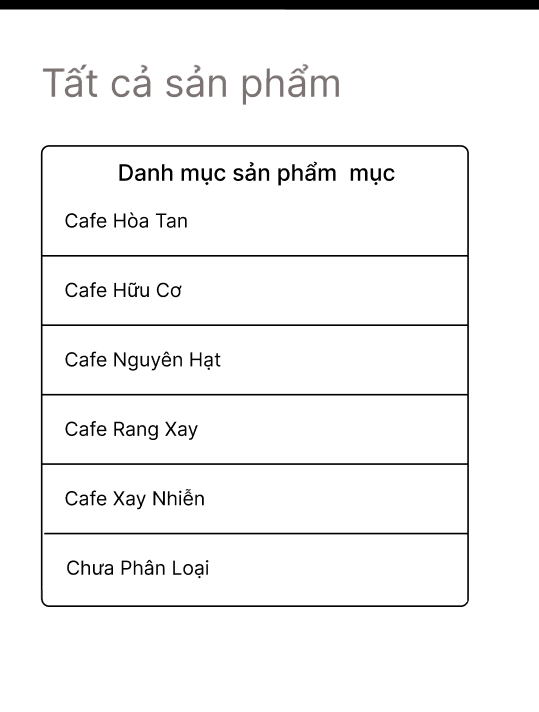 Tất cả sản phẩm
Danh mục sản phẩm  mục
Cafe Hòa Tan
Cafe Hữu Cơ
Cafe Nguyên Hạt
Cafe Rang Xay
Cafe Xay Nhiễn
Chưa Phân Loại